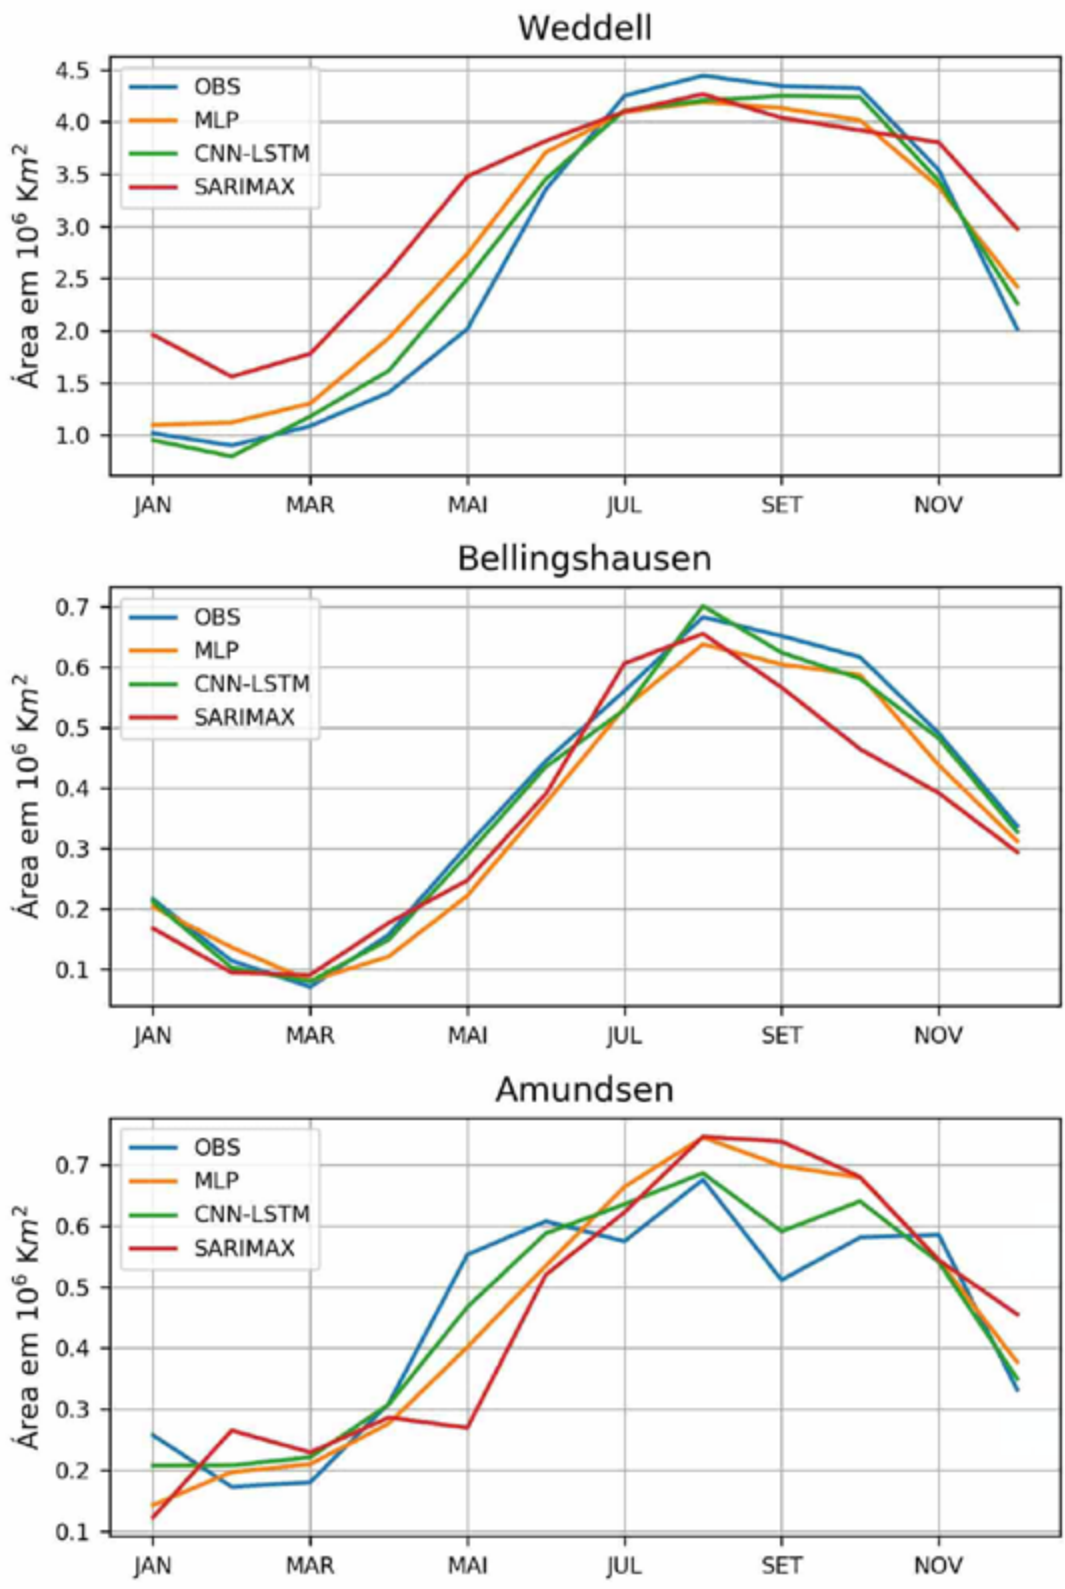 Weddell
4.5
4.0
3.5
3.0
2.5
2.0
1.5
1.0
Área em 10⁶ Km²
OBS
MLP
CNN-LSTM
SARIMAX
JAN MAR MAI JUL SET NOV
Bellingshausen
0.7
0.6
0.5
0.4
0.3
0.2
0.1
Área em 10⁶ Km²
OBS
MLP
CNN-LSTM
SARIMAX
JAN MAR MAI JUL SET NOV
Amundsen
0.7
0.6
0.5
0.4
0.3
0.2
0.1
Área em 10⁶ Km²
OBS
MLP
CNN-LSTM
SARIMAX
JAN MAR MAI JUL SET NOV